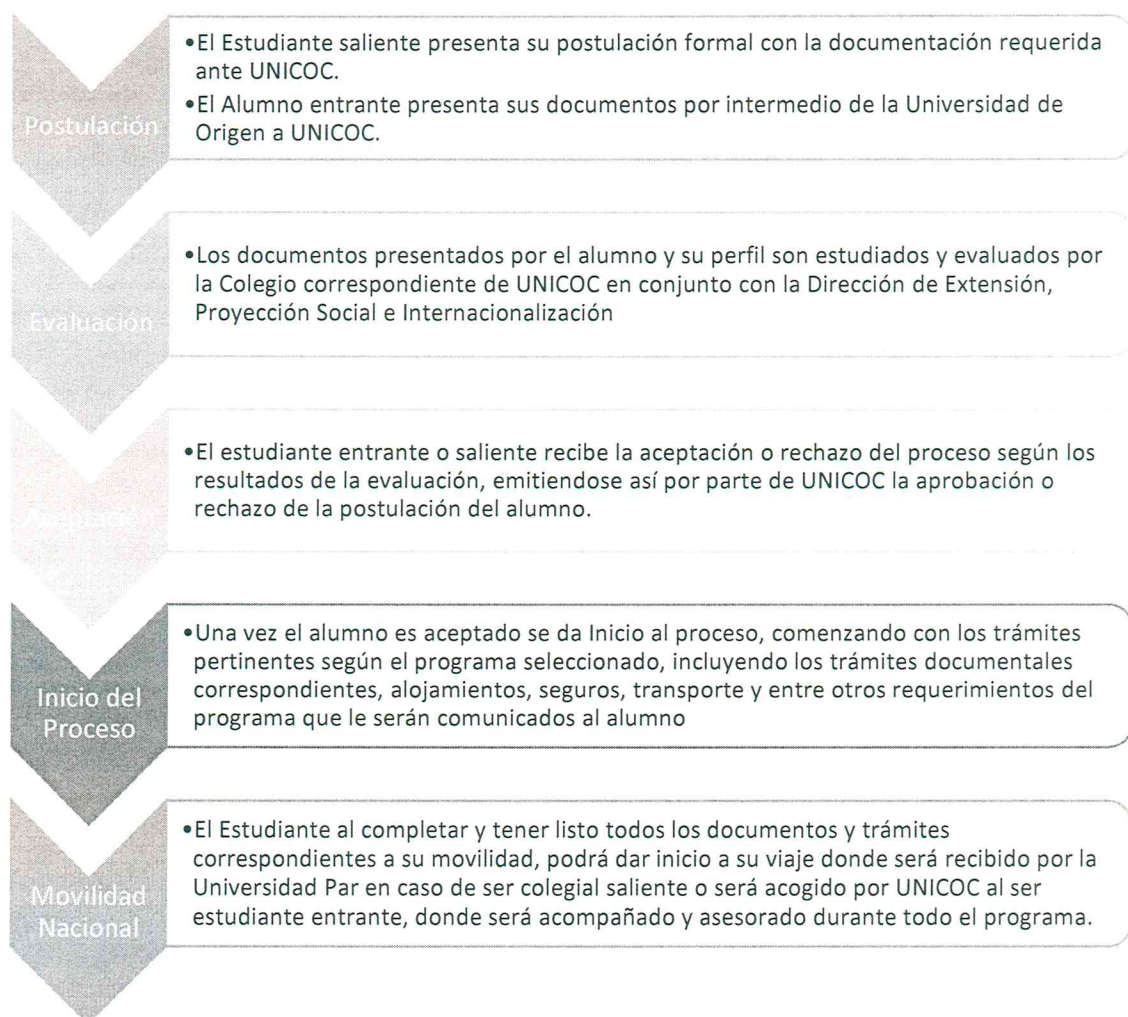 Postulación
•El Estudiante saliente presenta su postulación formal con la documentación requerida
ante UNICOC.
•El Alumno entrante presenta sus documentos por intermedio de la Universidad de
Origen a UNICOC.
Evaluación
•Los documentos presentados por el alumno y su perfil son estudiados y evaluados por
la Colegio correspondiente de UNICOC en conjunto con la Dirección de Extensión,
Proyección Social e Internacionalización
•El estudiante entrante o saliente recibe la aceptación o rechazo del proceso según los
resultados de la evaluación, emitiendose así por parte de UNICOC la aprobación o
rechazo de la postulación del alumno.
Inicio del
Proceso
•Una vez el alumno es aceptado se da Inicio al proceso, comenzando con los trámites
pertinentes según el programa seleccionado, incluyendo los trámites documentales
correspondientes, alojamientos, seguros, transporte y entre otros requerimientos del
programa que le serán comunicados al alumno
Movilidad
Nacional
•El Estudiante al completar y tener listo todos los documentos y trámites
correspondientes a su movilidad, podrá dar inicio a su viaje donde será recibido por la
Universidad Par en caso de ser colegial saliente o será acogido por UNICOC al ser
estudiante entrante, donde será acompañado y asesorado durante todo el programa.